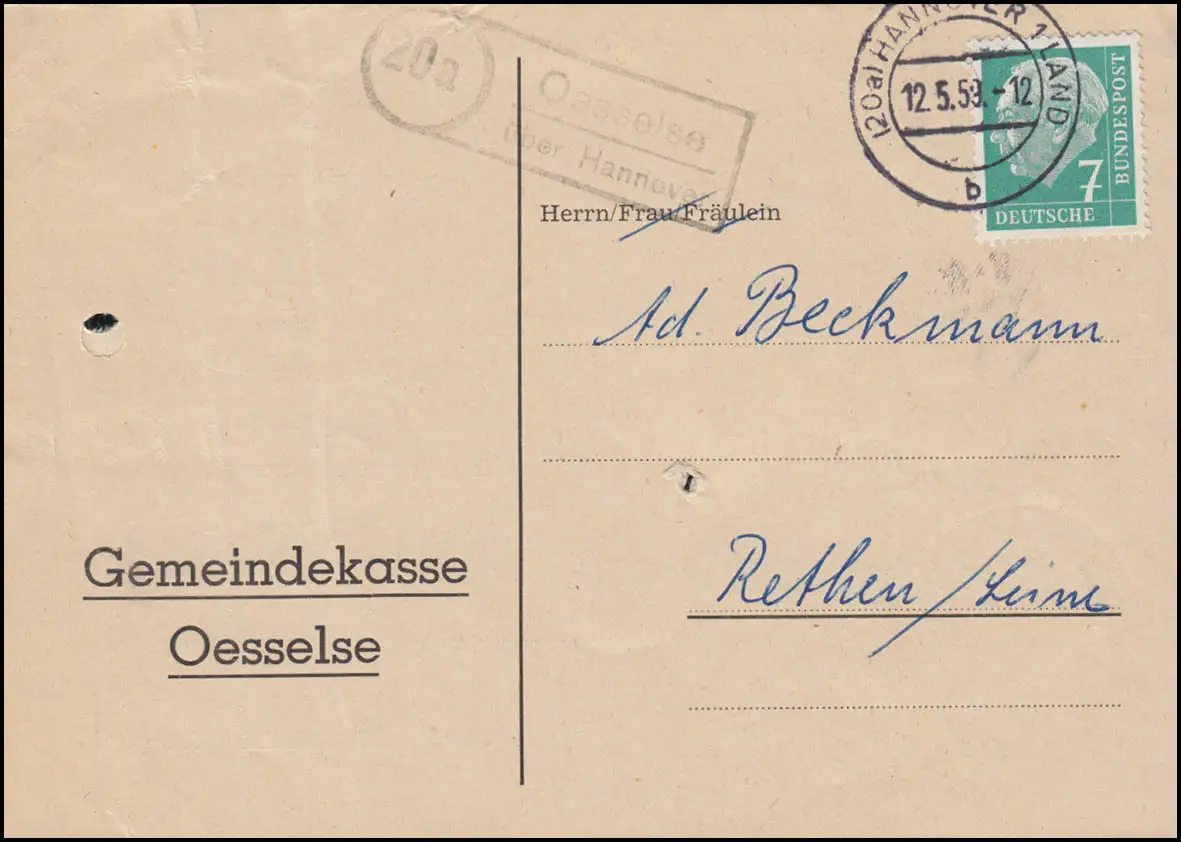 20a
Oesselse
über Hannover
(20a) HANNOVER 1 LAND
12.5.59.-12
b
7
DEUTSCHE
BUNDESPOST
Herrn/Frau/Fräulein
Ad. Beckmann
Rethen/Leine
Gemeindekasse
Oesselse